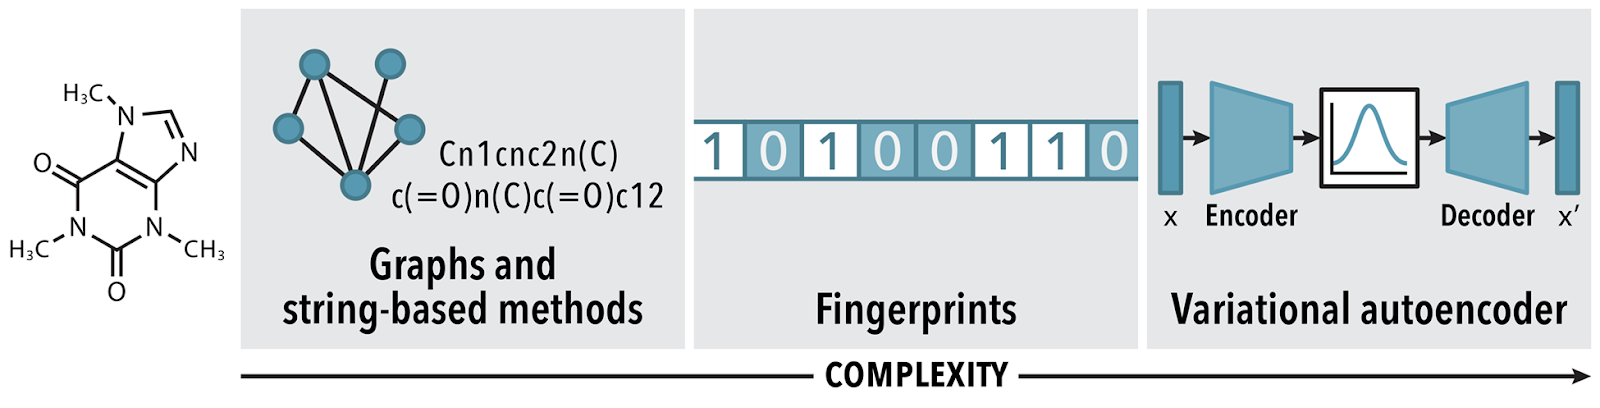 H₃C
N
N
O
N
N
H₃C
CH₃
O
Cn1cnc2n(C)
c(=O)n(C)c(=O)c12
Graphs and
string-based methods
1 0 1 0 0 1 1 0
Fingerprints
x Encoder Decoder x’
Variational autoencoder
COMPLEXITY